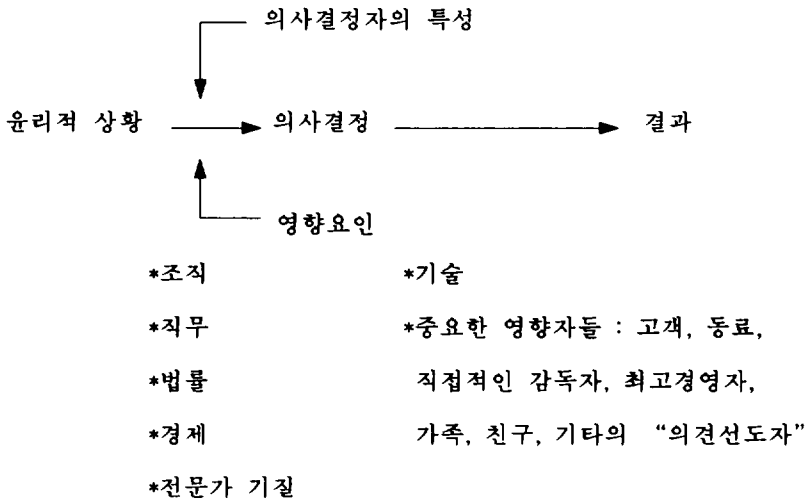 의사결정자의 특성
윤리적 상황 의사결정 결과
영향요인
*조직 *기술
*직무 *중요한 영향자들 : 고객, 동료,
*법률 직접적인 감독자, 최고경영자,
*경제 가족, 친구, 기타의 “의견선도자”
*전문가 기질